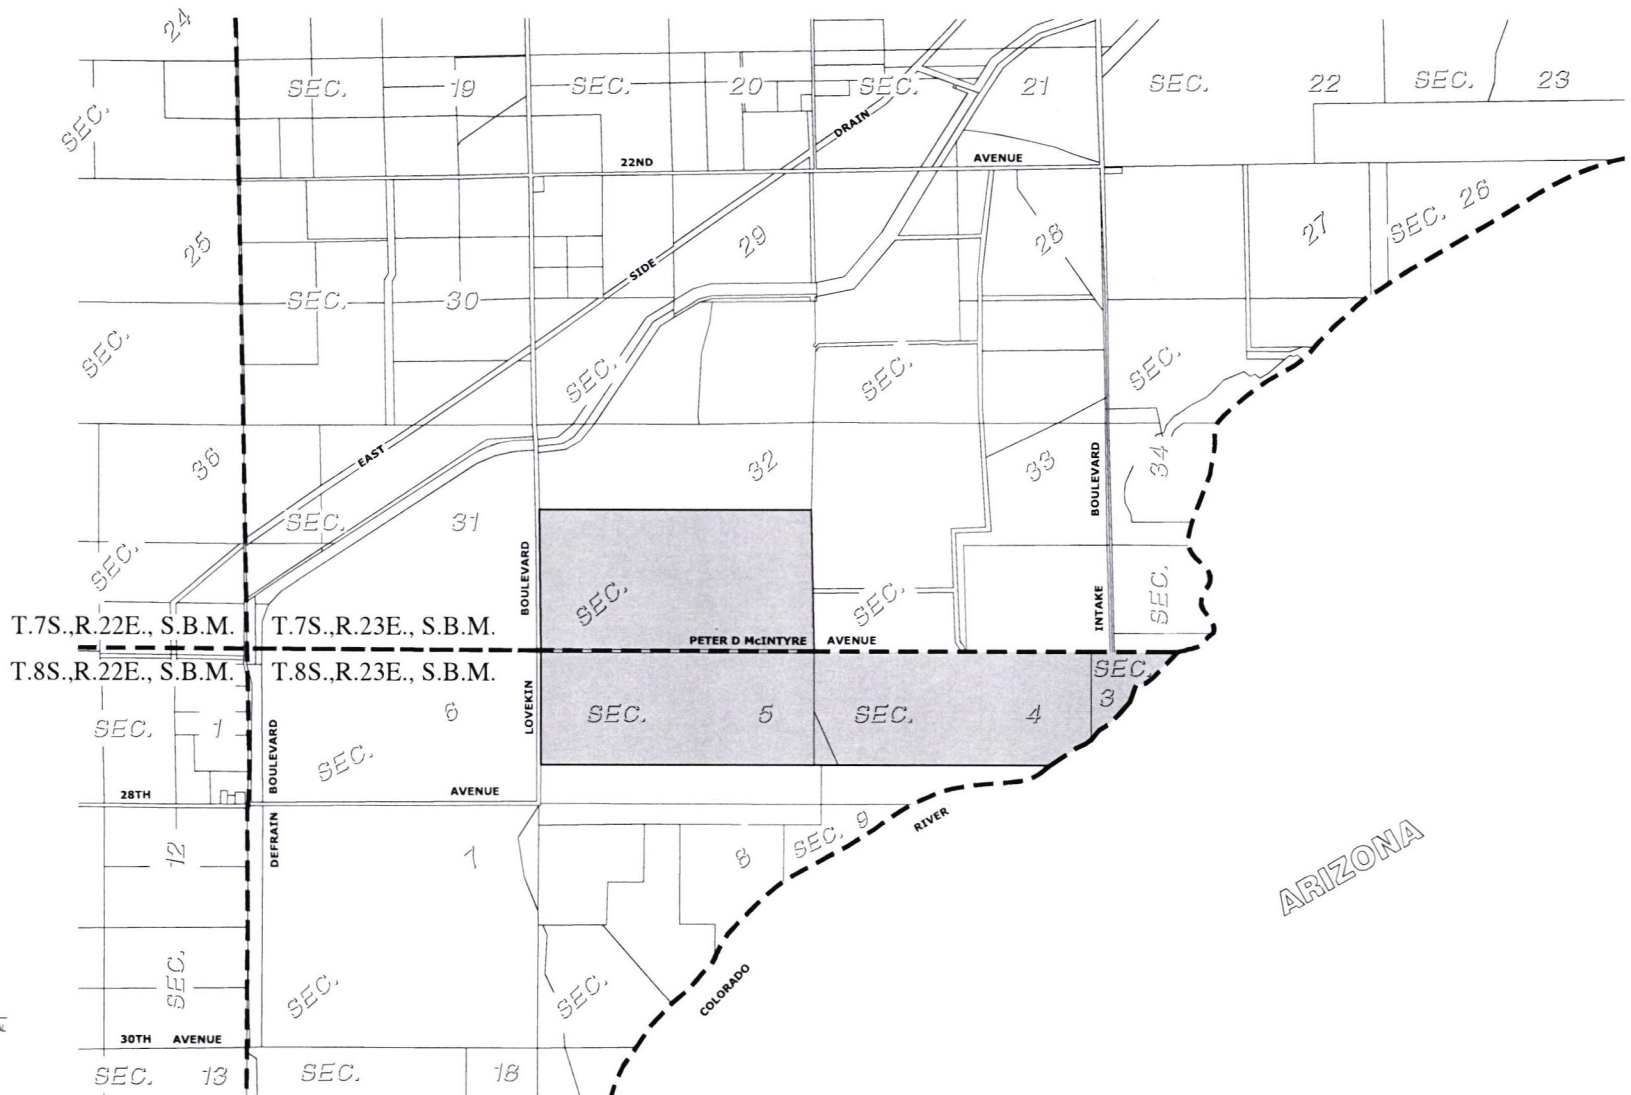 24
SEC.
SEC. 19
SEC. 20
SEC. 21
SEC. 22
SEC. 23
DRAIN
22ND AVENUE
25
SEC.
SEC. 30
SIDE
29
SEC.
28
SEC.
27
SEC.
SEC. 26
EAST
36
SEC.
SEC. 31
32
SEC.
33
SEC.
34
SEC.
BOULEVARD
INTAKE
BOULEVARD
LOVEKIN
T.7S.,R.22E., S.B.M.
T.7S.,R.23E., S.B.M.
PETER D McINTYRE AVENUE
T.8S.,R.22E., S.B.M.
T.8S.,R.23E., S.B.M.
SEC. 1
SEC. 6
SEC. 5
SEC. 4
SEC. 3
BOULEVARD
DEFRAIN
28TH AVENUE
12
SEC.
7
SEC.
8
SEC.
SEC. 9
RIVER
COLORADO
ARIZONA
30TH AVENUE
SEC. 13
SEC. 18